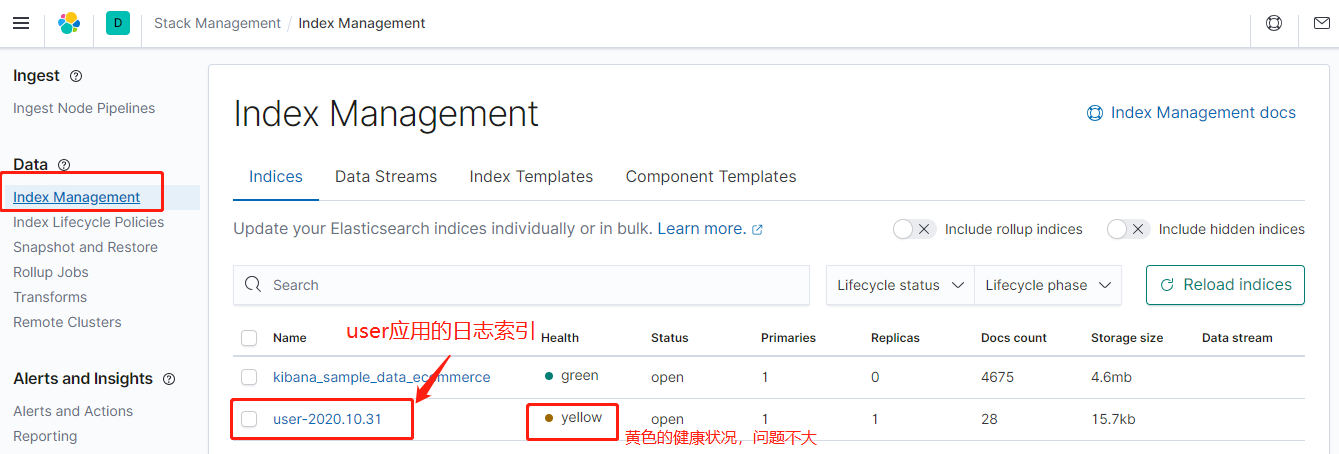 D Stack Management / Index Management
Ingest
Ingest Node Pipelines
Data
Index Management
Index Lifecycle Policies
Snapshot and Restore
Rollup Jobs
Transforms
Remote Clusters
Alerts and Insights
Alerts and Actions
Reporting
Index Management
Index Management docs
Indices Data Streams Index Templates Component Templates
Update your Elasticsearch indices individually or in bulk. Learn more.
Include rollup indices
Include hidden indices
Search
Lifecycle status
Lifecycle phase
Reload indices
user应用的日志索引
Name Health Status Primaries Replicas Docs count Storage size Data stream
kibana_sample_data_ecommerce green open 1 0 4675 4.6mb
user-2020.10.31 yellow open 1 1 28 15.7kb
黄色的健康状况，问题不大